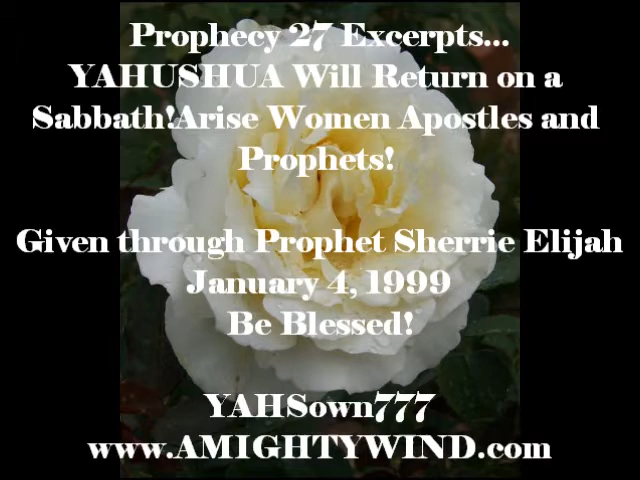 Prophecy 27 Excerpts...
YAHUSHUA Will Return on a
Sabbath!Arise Women Apostles and
Prophets!
Given through Prophet Sherrie Elijah
January 4, 1999
Be Blessed!
YAHSown777
www.AMIGHTYWIND.com